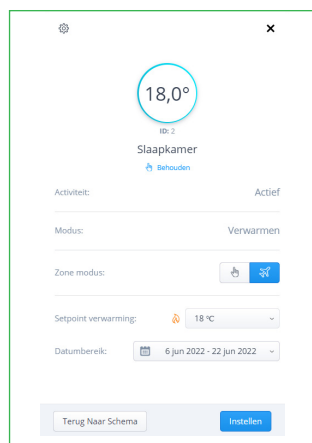 18,0°
ID: 2
Slaapkamer
Behouden
Activiteit: Actief
Modus: Verwarmen
Zone modus:
Setpoint verwarming: 18 °C
Datumbereik: 6 jun 2022 - 22 jun 2022
Terug Naar Schema Instellen